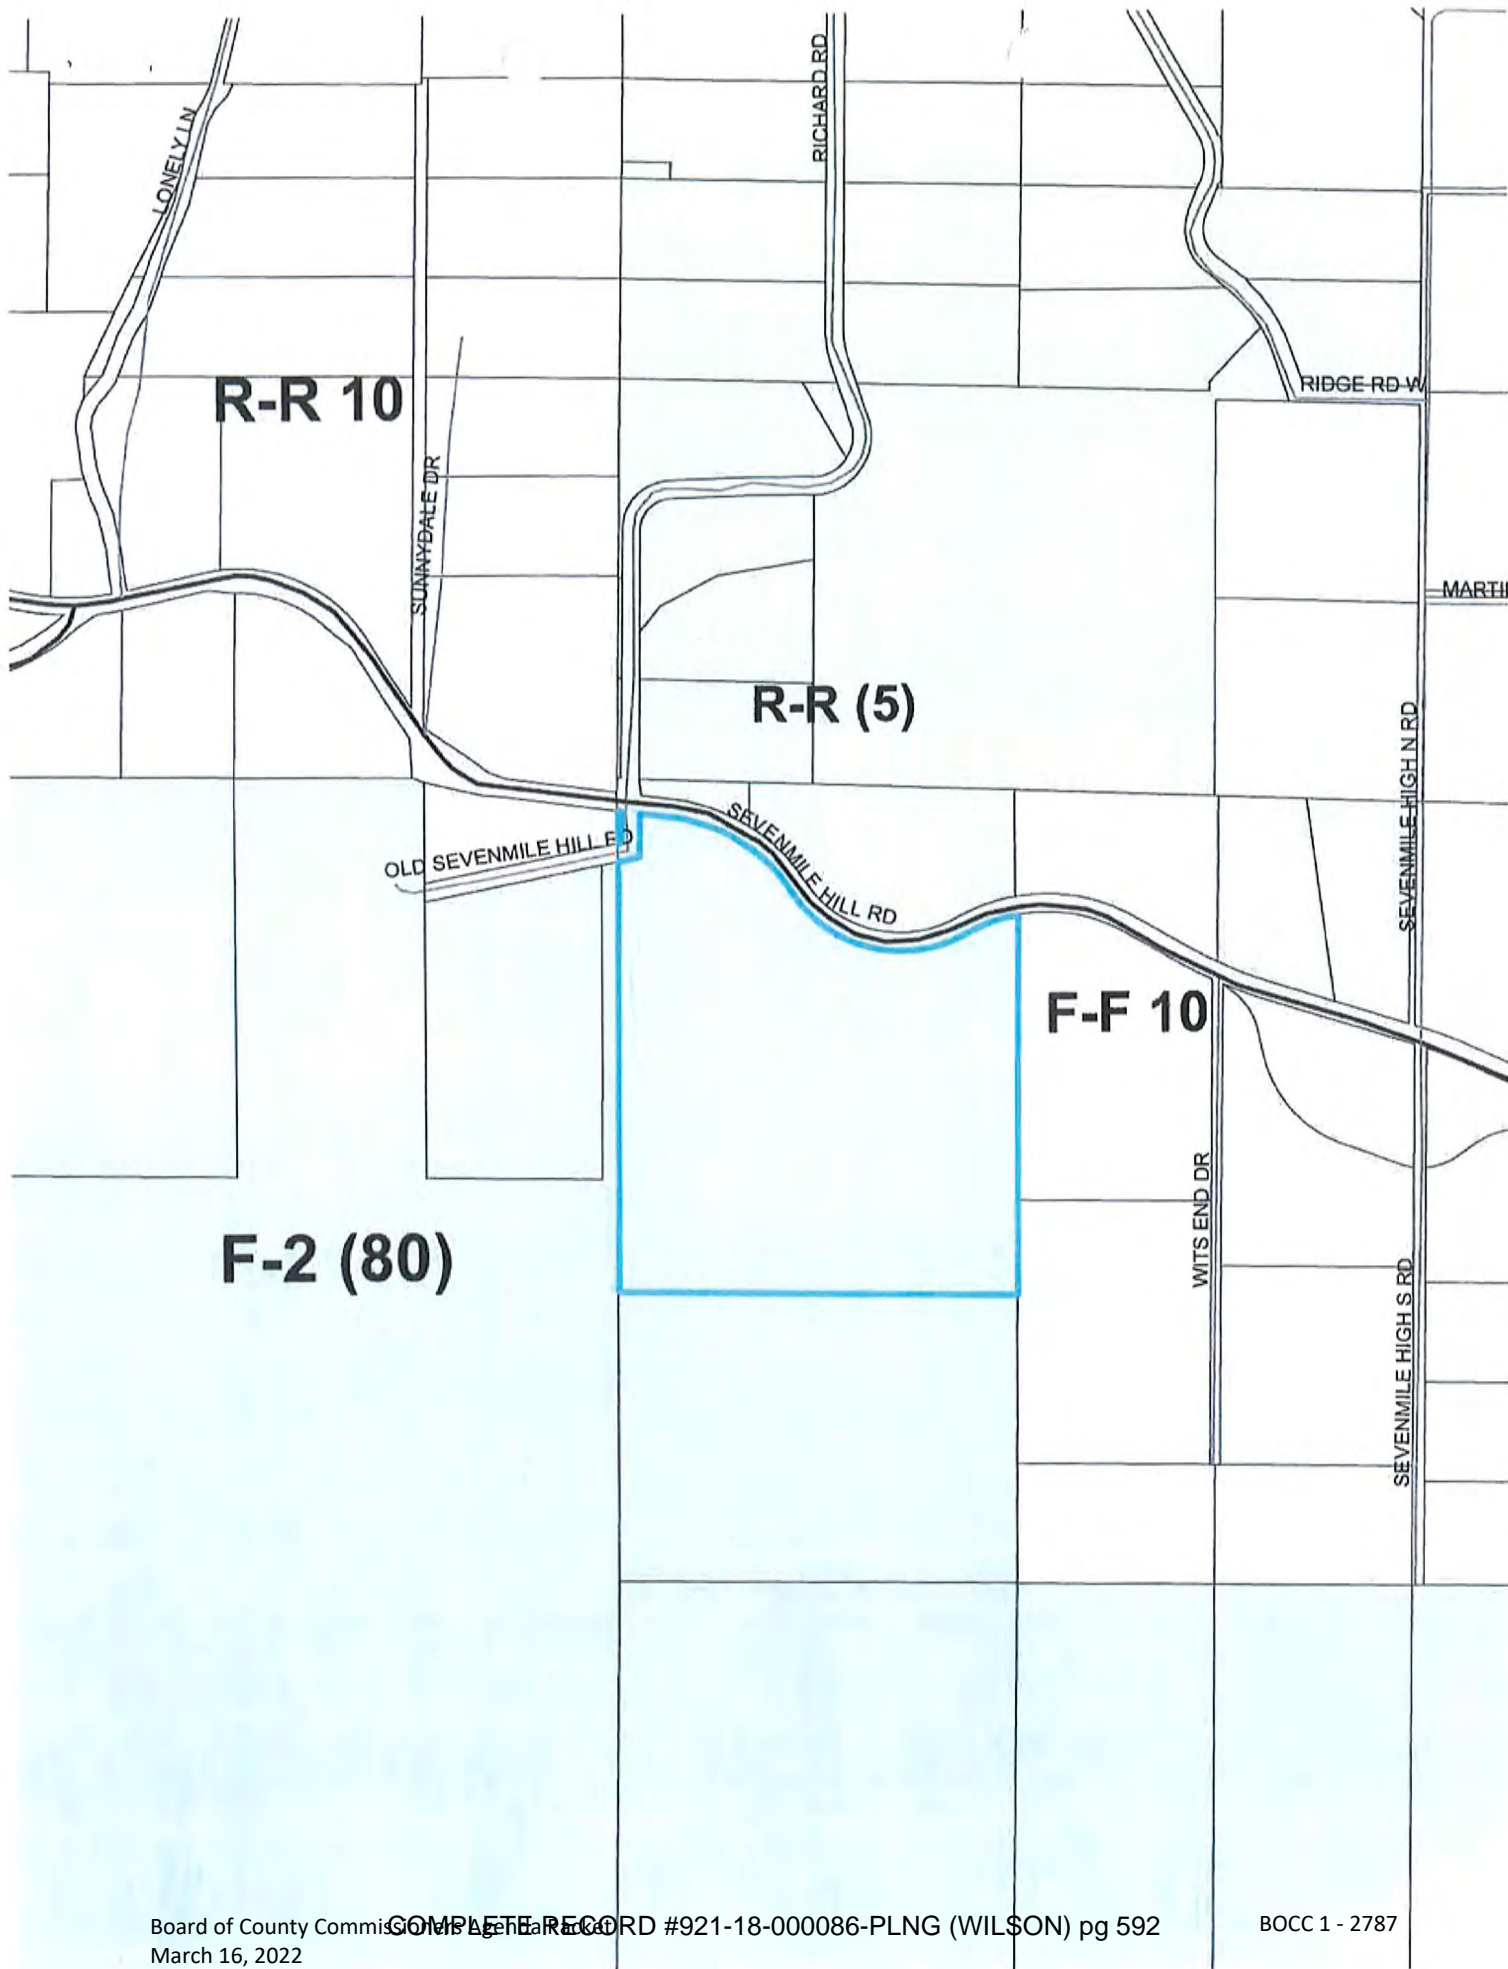 RICHARD RD
LONELY LN
R-R 10
RIDGE RD W
SUNNYDALE DR
MARTI
R-R (5)
SEVENMILE HIGH N RD
SEVENMILE HILL RD
OLD SEVENMILE HILL RD
F-F 10
WITS END DR
F-2 (80)
SEVENMILE HIGH S RD
Board of County Commissioners Agenda Packet
COMPLETE RECORD #921-18-000086-PLNG (WILSON) pg 592
BOCC 1 - 2787
March 16, 2022